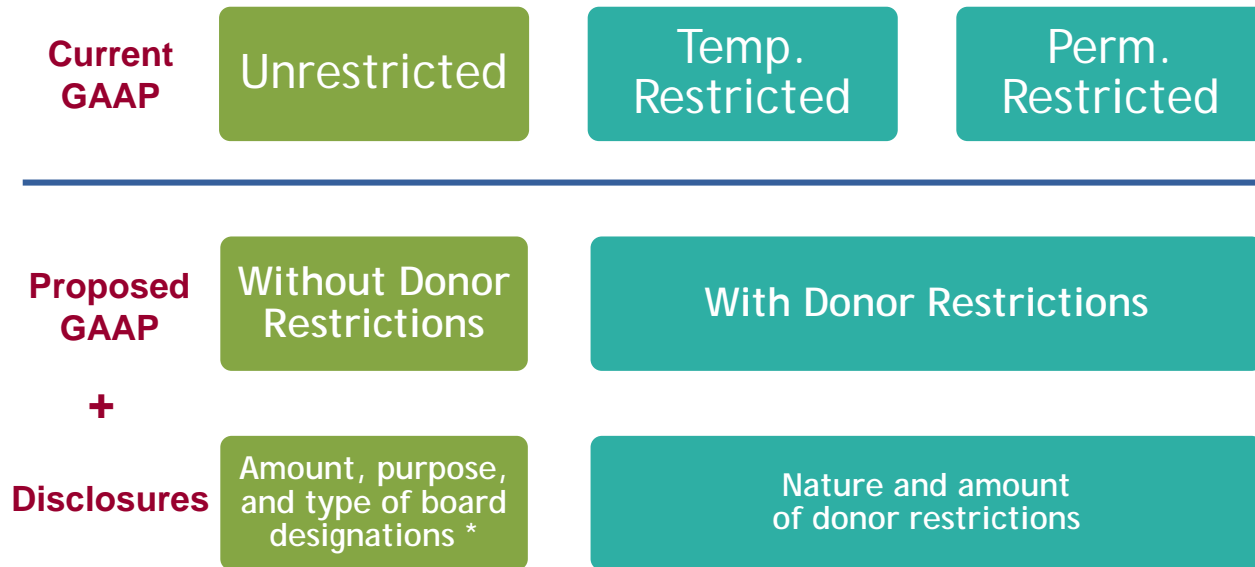 Current
GAAP
Unrestricted
Temp.
Restricted
Perm.
Restricted
Proposed
GAAP
Without Donor
Restrictions
With Donor Restrictions
+
Disclosures
Amount, purpose,
and type of board
designations *
Nature and amount
of donor restrictions